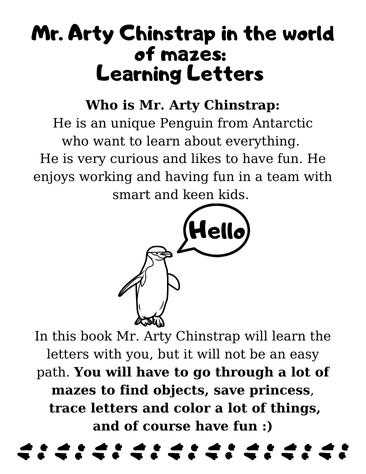 Mr. Arty Chinstrap in the world
of mazes:
Learning Letters
Who is Mr. Arty Chinstrap:
He is an unique Penguin from Antarctic
who want to learn about everything.
He is very curious and likes to have fun. He
enjoys working and having fun in a team with
smart and keen kids.
Hello
In this book Mr. Arty Chinstrap will learn the
letters with you, but it will not be an easy
path. You will have to go through a lot of
mazes to find objects, save princess,
trace letters and color a lot of things,
and of course have fun :)